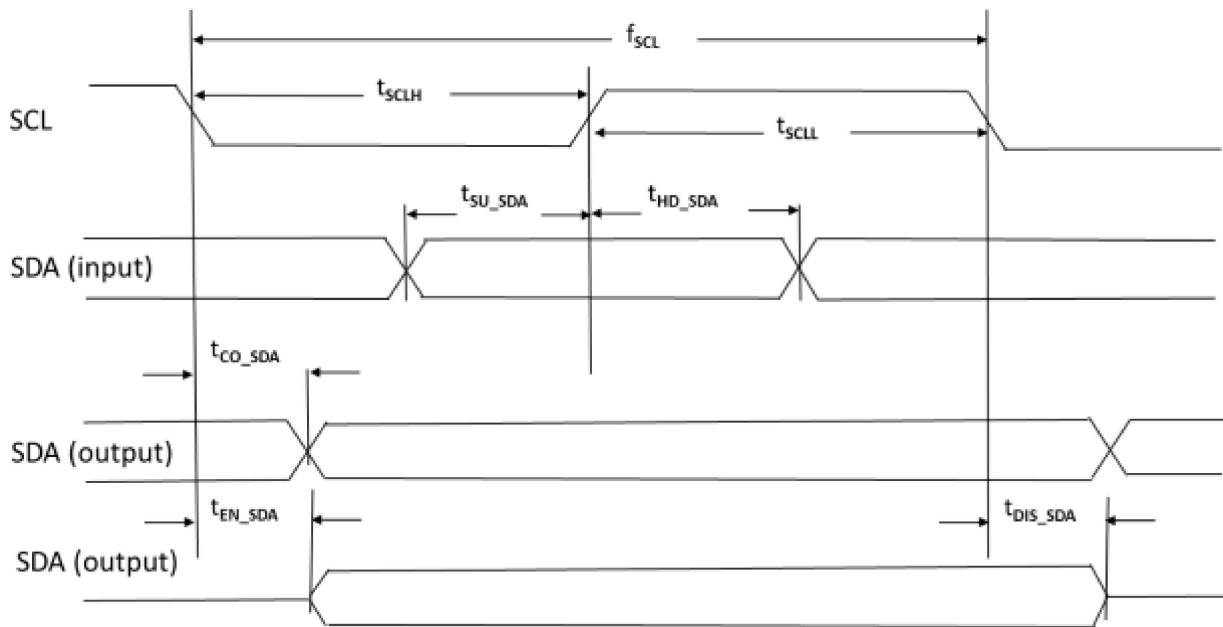 fSCL
tSCLH
SCL
tSCLL
tSU_SDA
tHD_SDA
SDA (input)
tCO_SDA
SDA (output)
tEN_SDA
tDIS_SDA
SDA (output)